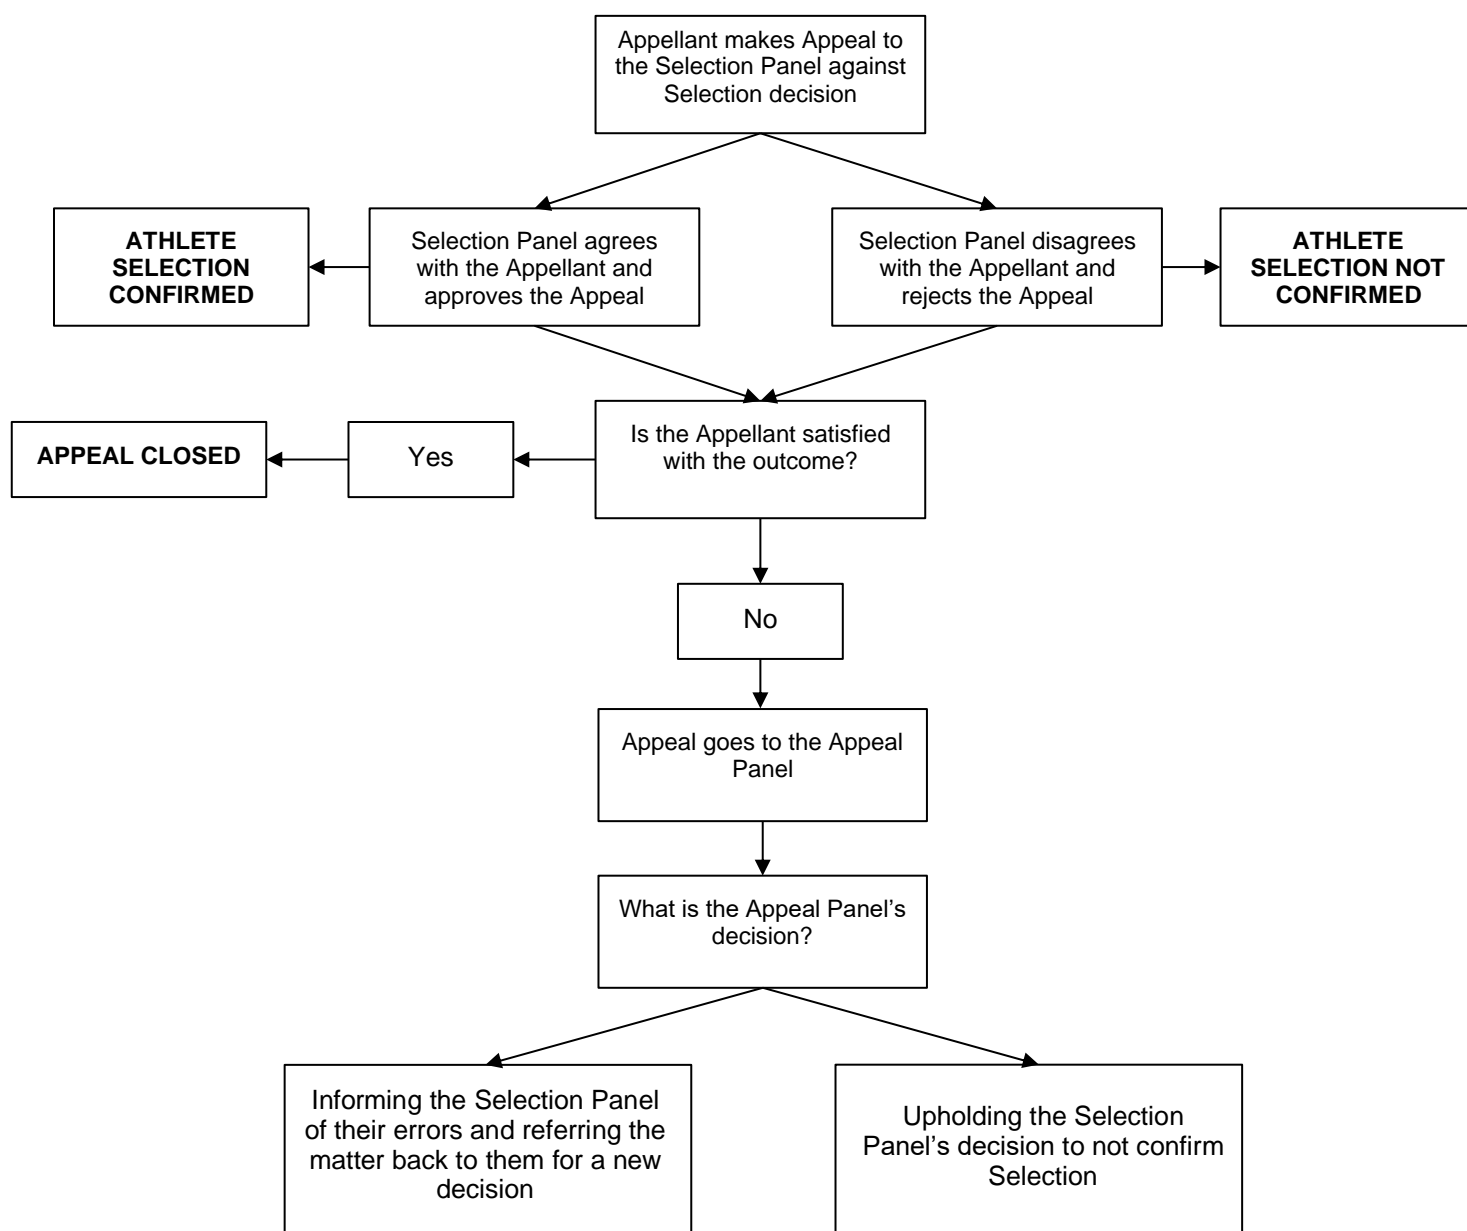 Appellant makes Appeal to
the Selection Panel against
Selection decision
ATHLETE
SELECTION
CONFIRMED
Selection Panel agrees
with the Appellant and
approves the Appeal
Selection Panel disagrees
with the Appellant and
rejects the Appeal
ATHLETE
SELECTION NOT
CONFIRMED
APPEAL CLOSED
Yes
Is the Appellant satisfied
with the outcome?
No
Appeal goes to the Appeal
Panel
What is the Appeal Panel’s
decision?
Informing the Selection Panel
of their errors and referring the
matter back to them for a new
decision
Upholding the Selection
Panel’s decision to not confirm
Selection